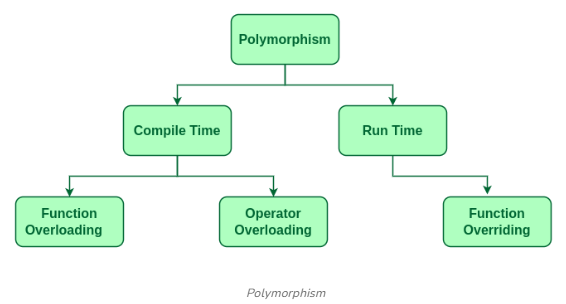 Polymorphism
Compile Time
Run Time
Function
Overloading
Operator
Overloading
Function
Overriding
Polymorphism